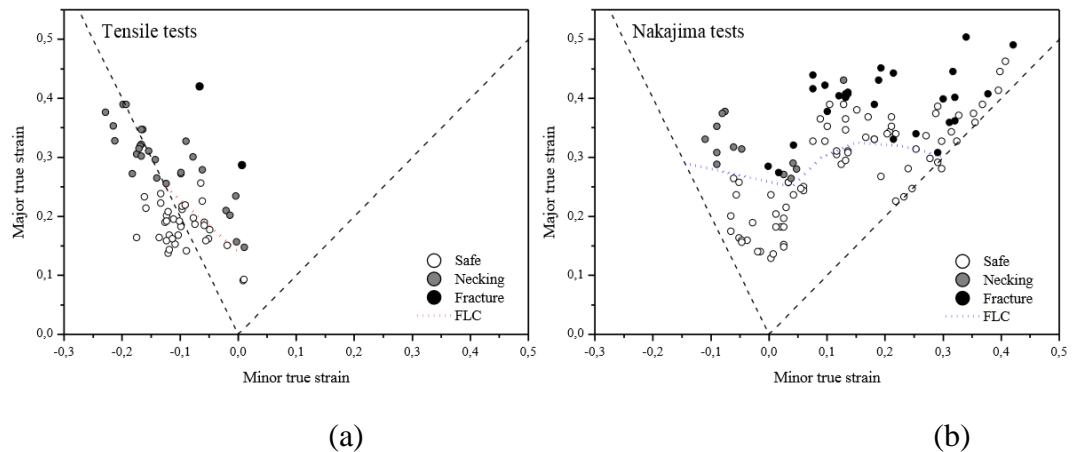 Tensile tests
0,5
0,4
0,3
0,2
0,1
0,0
Major true strain
Safe
Necking
Fracture
FLC
-0,3 -0,2 -0,1 0,0 0,1 0,2 0,3 0,4 0,5
Minor true strain
(a)
Nakajima tests
0,5
0,4
0,3
0,2
0,1
0,0
Major true strain
Safe
Necking
Fracture
FLC
-0,3 -0,2 -0,1 0,0 0,1 0,2 0,3 0,4 0,5
Minor true strain
(b)